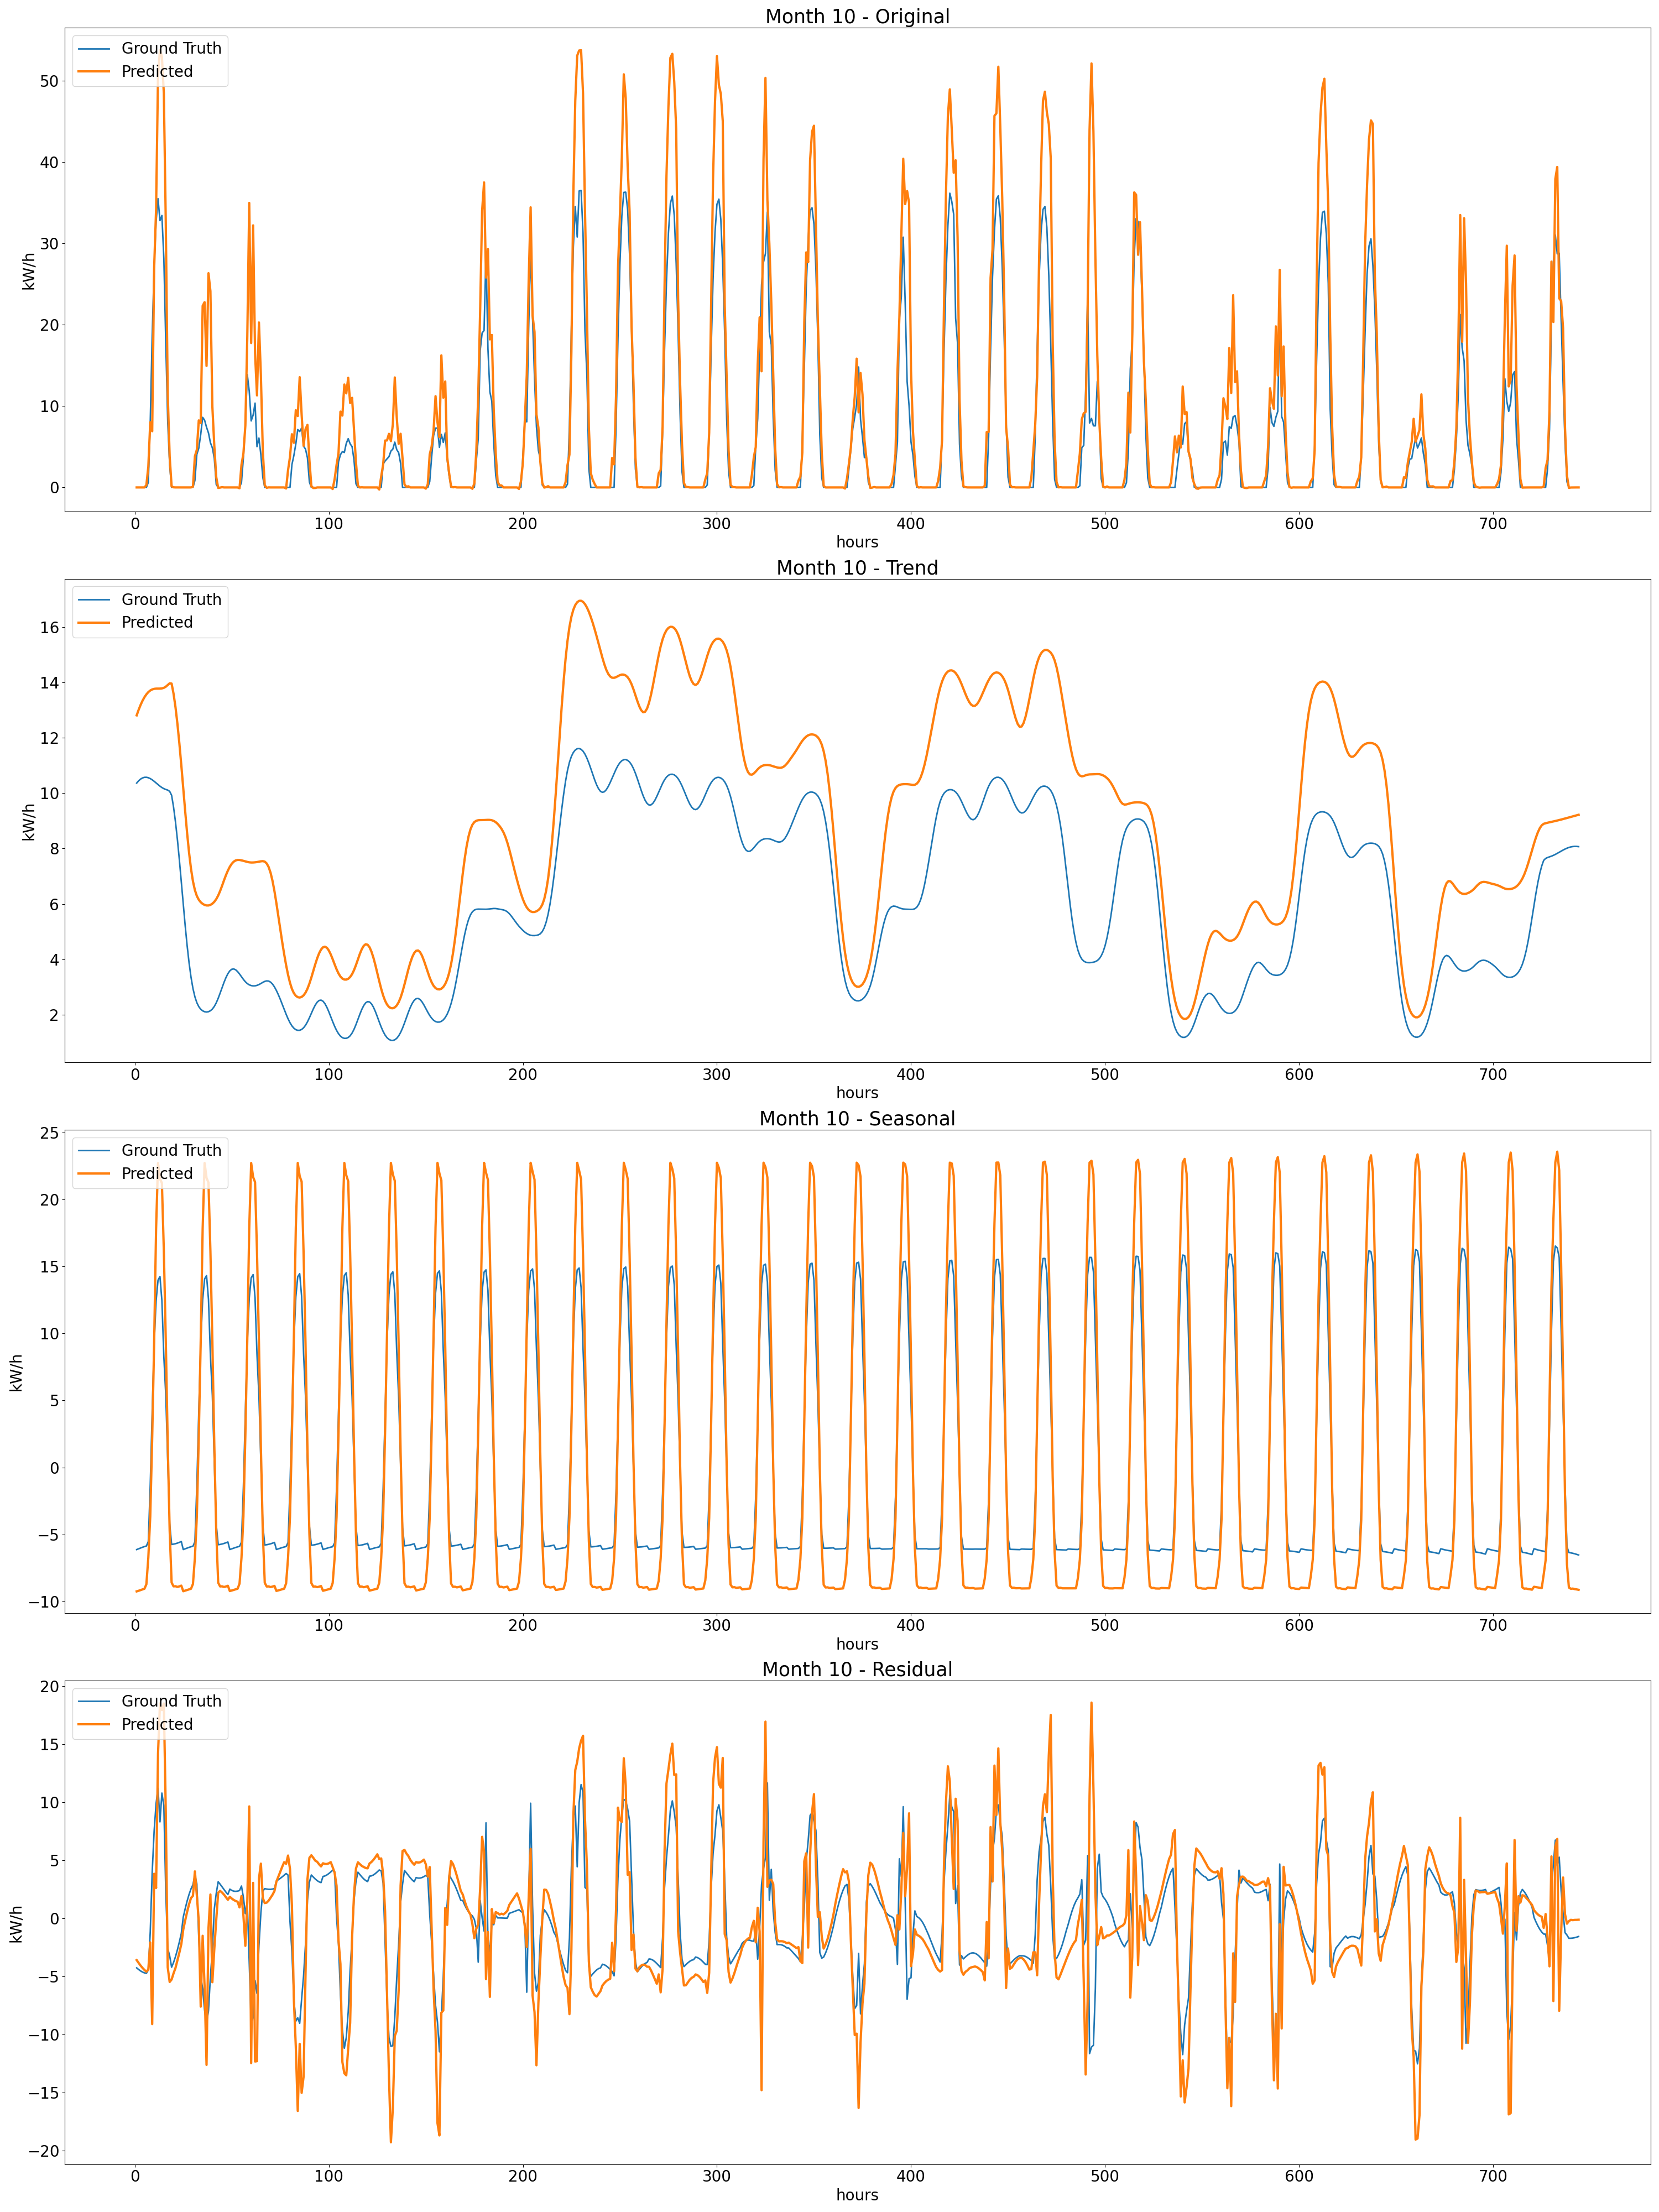 Month 10 - Original
Ground Truth
Predicted
kW/h
50
40
30
20
10
0
0 100 200 300 400 500 600 700
hours
Month 10 - Trend
Ground Truth
Predicted
kW/h
16
14
12
10
8
6
4
2
0 100 200 300 400 500 600 700
hours
Month 10 - Seasonal
Ground Truth
Predicted
kW/h
25
20
15
10
5
0
−5
−10
0 100 200 300 400 500 600 700
hours
Month 10 - Residual
Ground Truth
Predicted
kW/h
20
15
10
5
0
−5
−10
−15
−20
0 100 200 300 400 500 600 700
hours